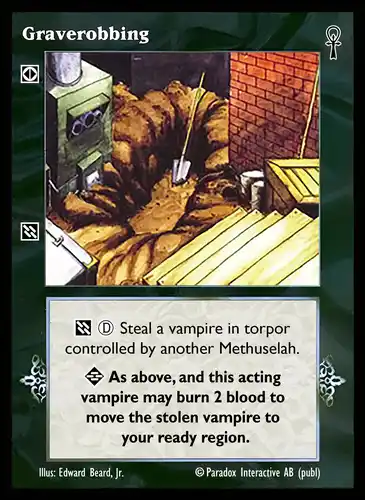 Graverobbing
Ⓓ Steal a vampire in torpor
controlled by another Methuselah.
As above, and this acting
vampire may burn 2 blood to
move the stolen vampire to
your ready region.
Illus: Edward Beard, Jr. © Paradox Interactive AB (publ)